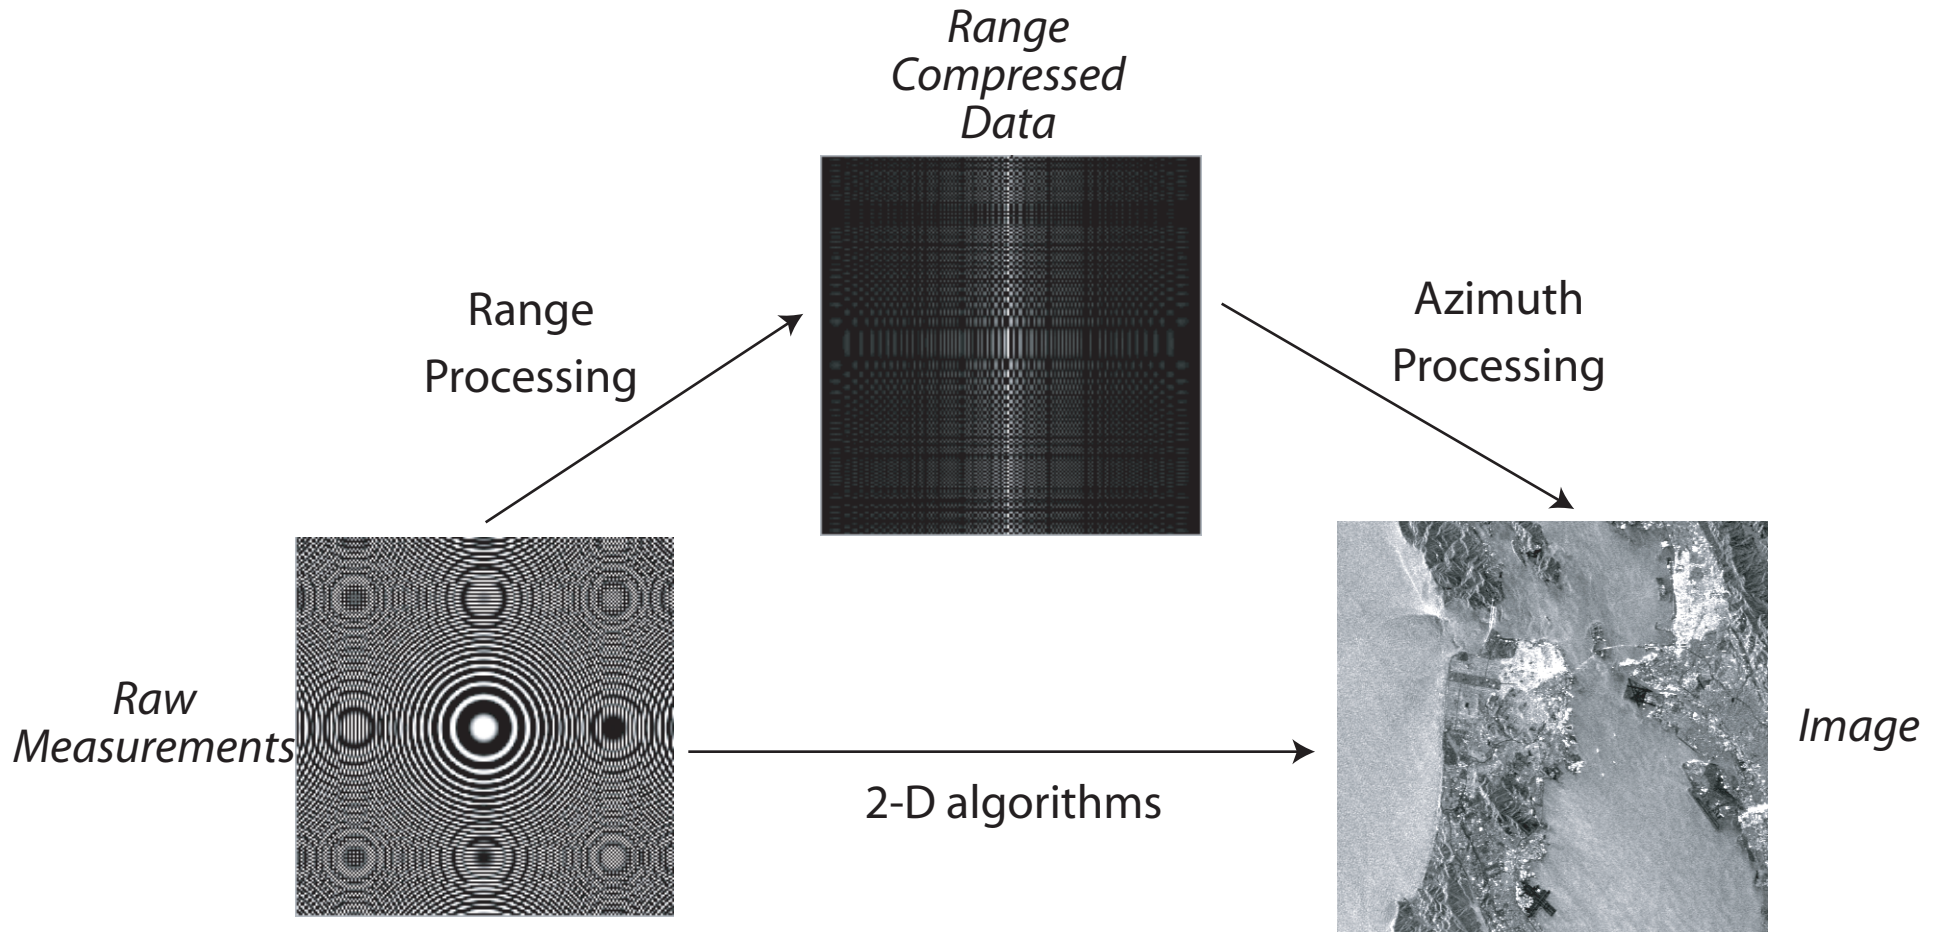 Range
Compressed
Data
Range
Processing
Azimuth
Processing
Raw
Measurements
2-D algorithms
Image